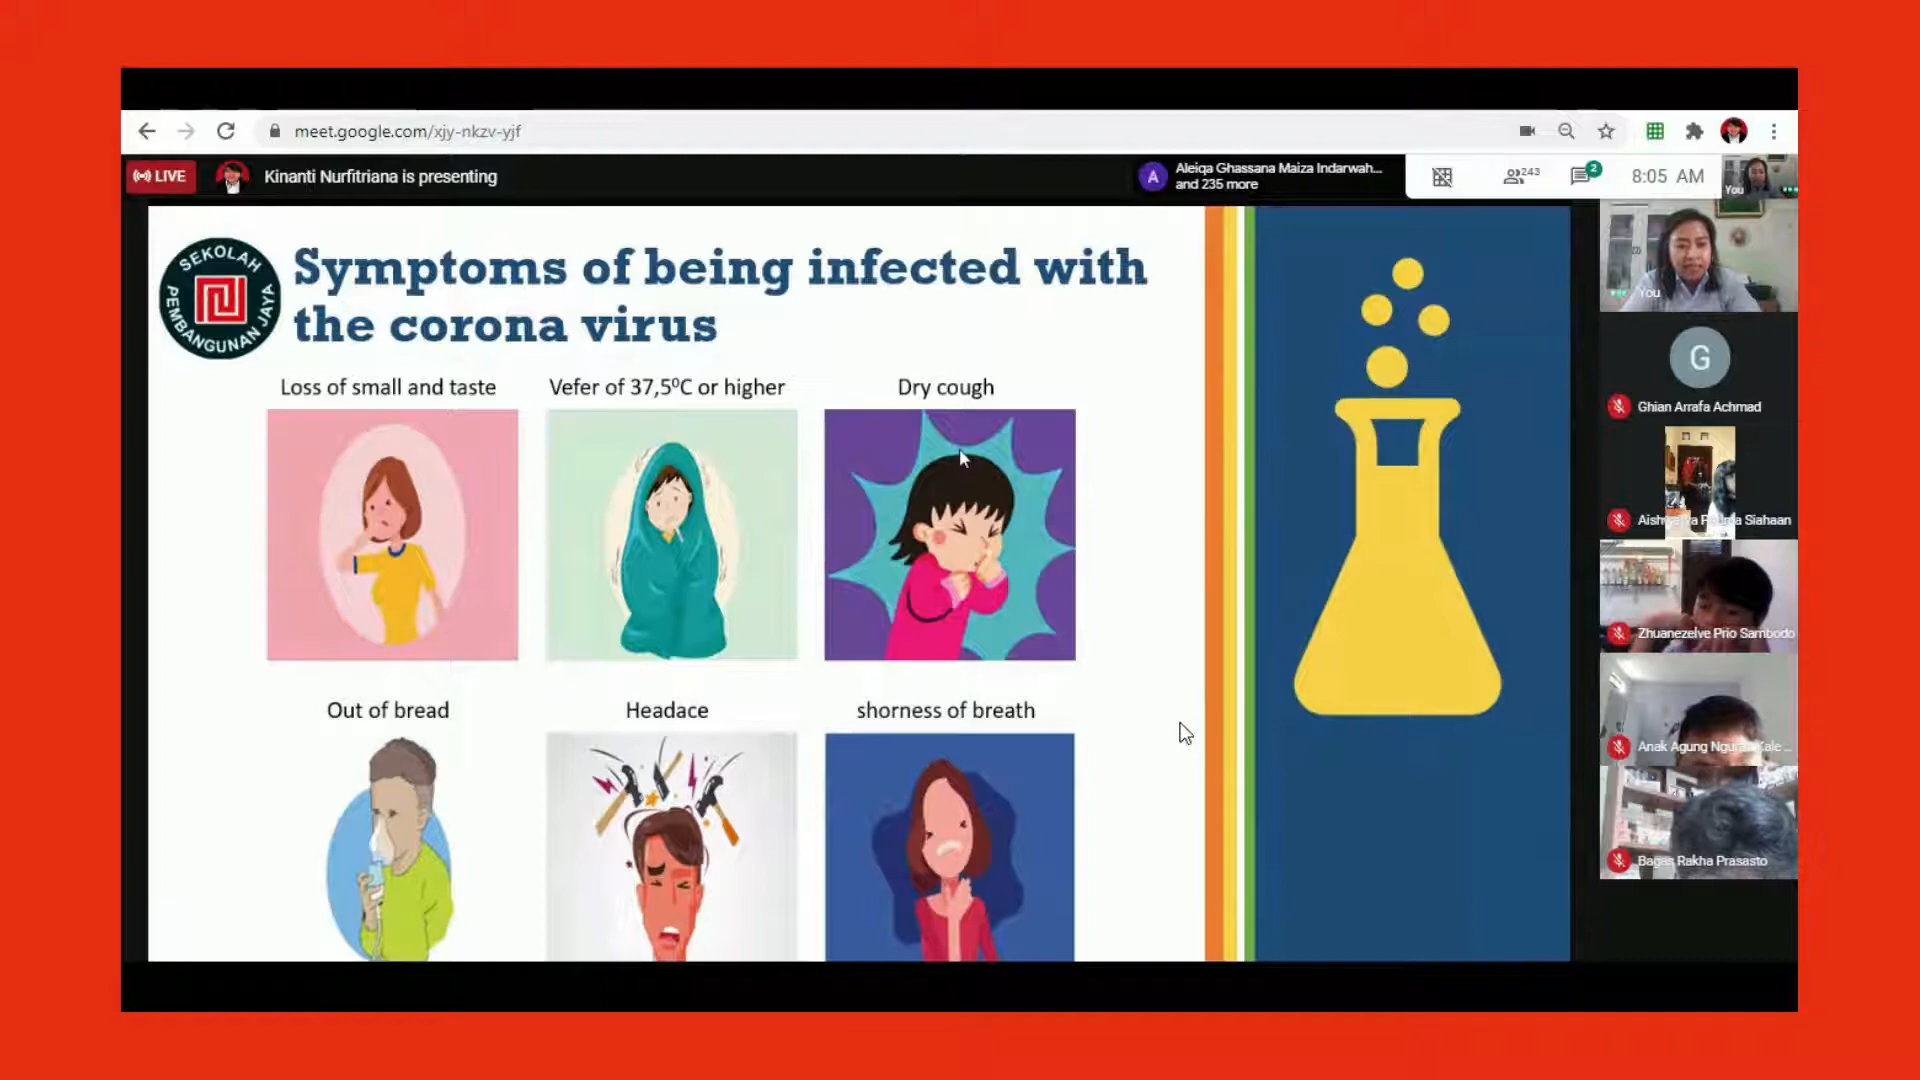 meet.google.com/xjy-nkzv-yjf
LIVE
Kinanti Nurfitriana is presenting
A
Aleiqa Ghassana Maiza Indarwah...
and 235 more
243
2
8:05 AM
You
SEKOLAH
PEMBANGUNAN JAYA
Symptoms of being infected with
the corona virus
Loss of small and taste
Vefer of 37,5⁰C or higher
Dry cough
Out of bread
Headace
shorness of breath
You
G
Ghian Arrafa Achmad
Siahaan
Zhuanezelve Prio Sambodo
Anak Agung
Bagas Rakha Prasasto